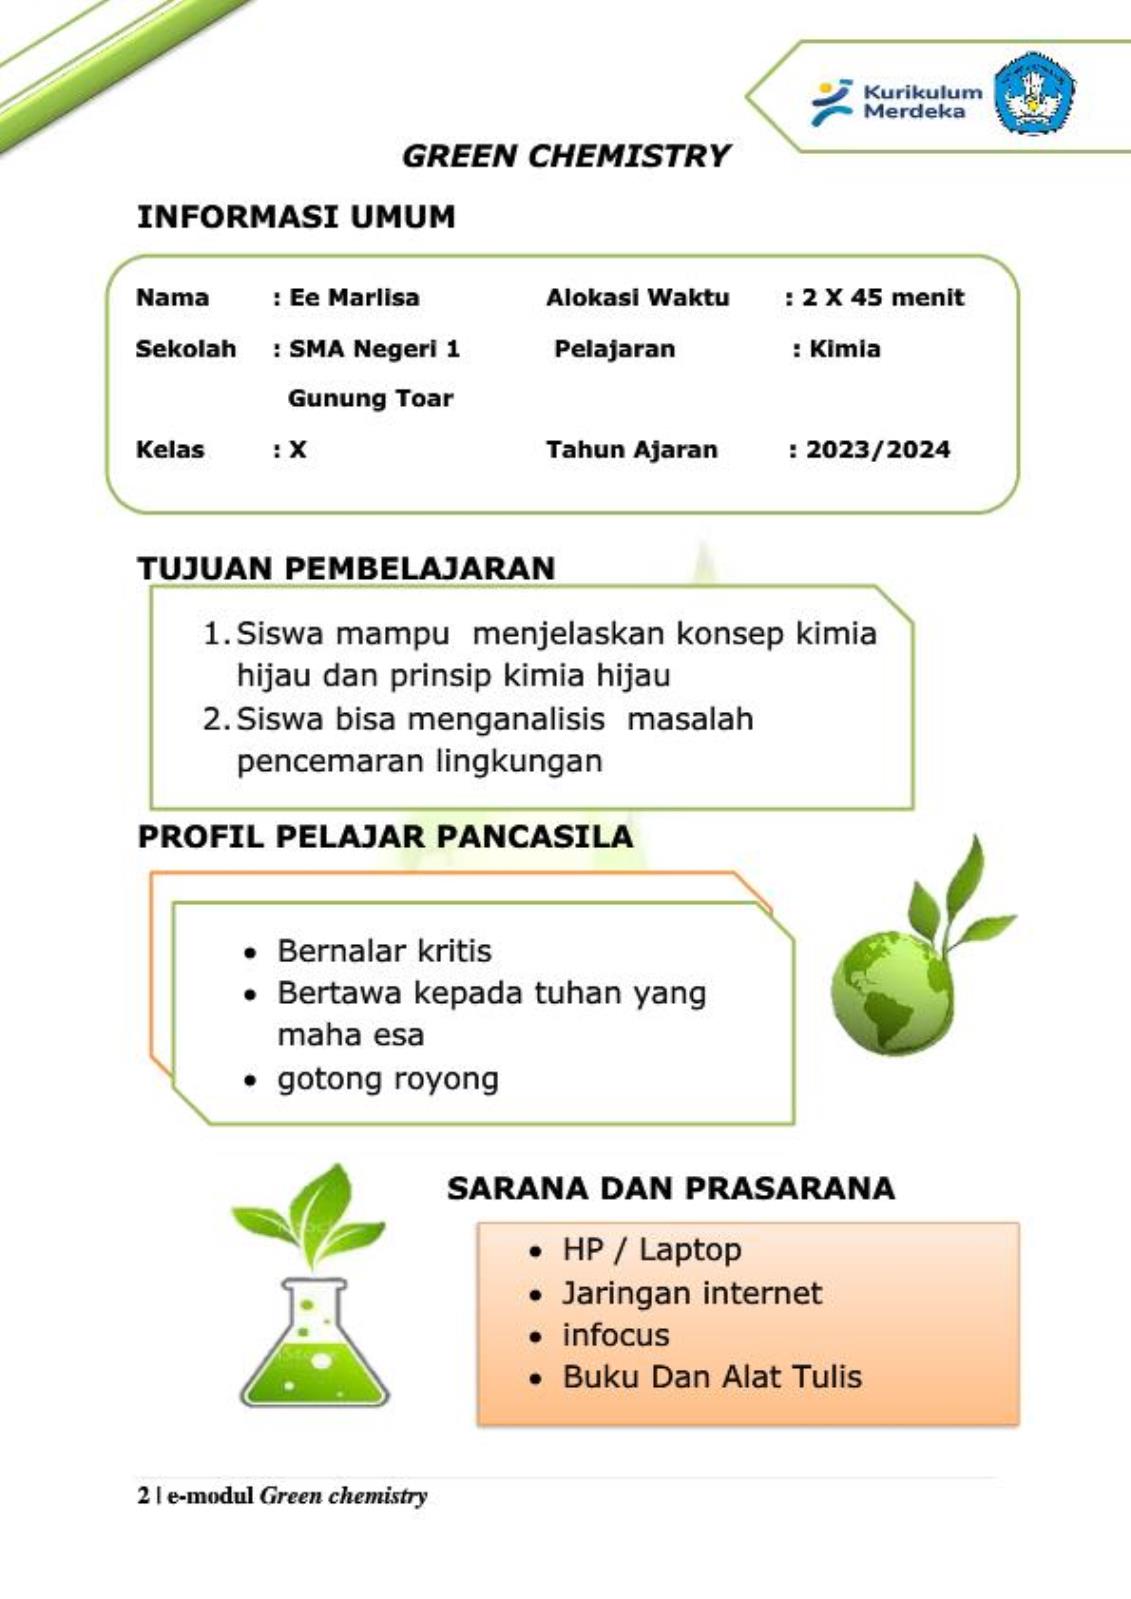 Kurikulum
Merdeka
GREEN CHEMISTRY
INFORMASI UMUM
Nama : Ee Marlisa Alokasi Waktu : 2 X 45 menit
Sekolah : SMA Negeri 1 Pelajaran : Kimia
Gunung Toar
Kelas : X Tahun Ajaran : 2023/2024
TUJUAN PEMBELAJARAN
1. Siswa mampu menjelaskan konsep kimia
hijau dan prinsip kimia hijau
2. Siswa bisa menganalisis masalah
pencemaran lingkungan
PROFIL PELAJAR PANCASILA
• Bernalar kritis
• Bertawa kepada tuhan yang
maha esa
• gotong royong
SARANA DAN PRASARANA
• HP / Laptop
• Jaringan internet
• infocus
• Buku Dan Alat Tulis
2 | e-modul Green chemistry